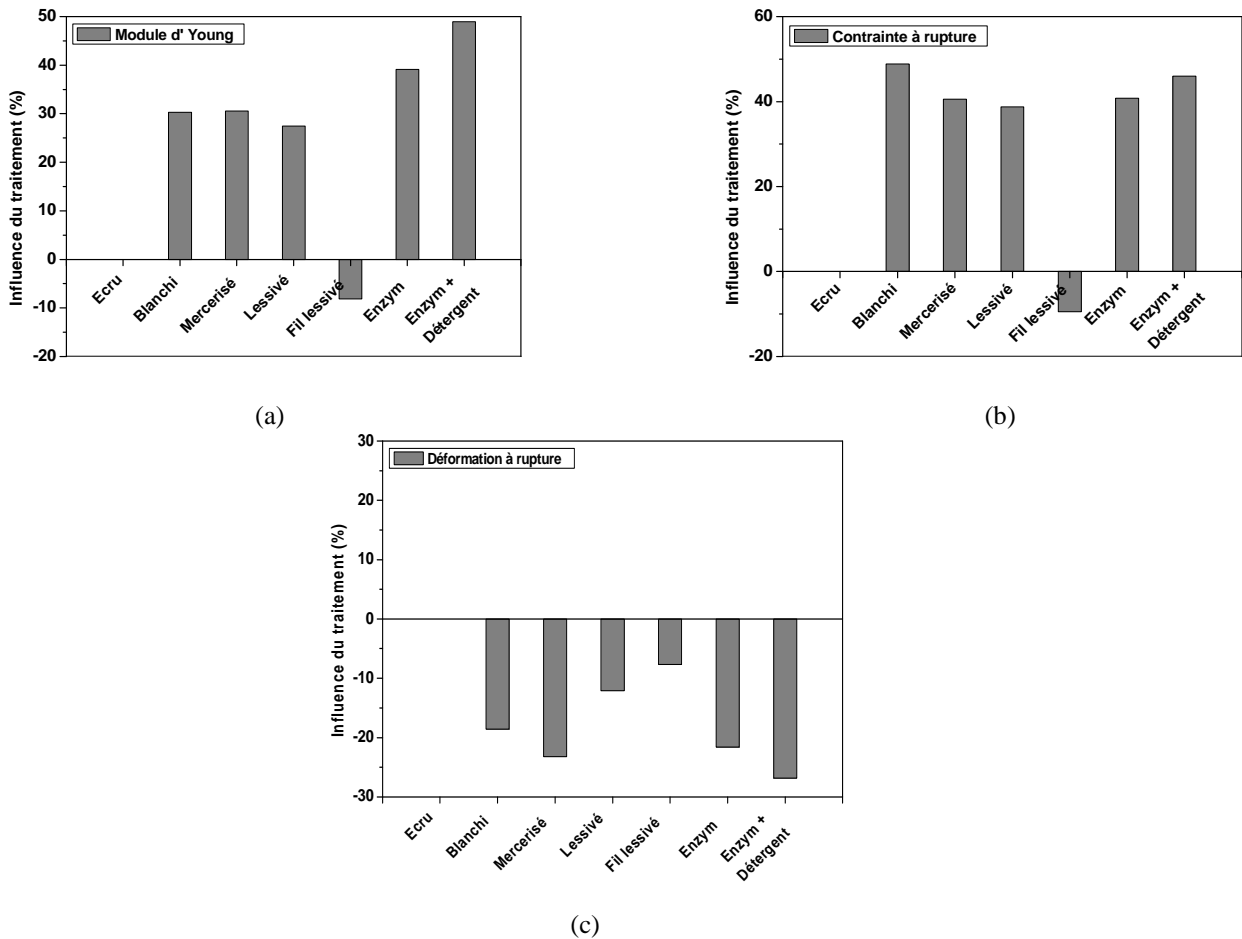 Module d' Young
Influence du traitement (%)
50
40
30
20
10
0
-10
-20
Ecru
Blanchi
Mercerisé
Lessivé
Fil lessivé
Enzym
Enzym +
Détergent
(a)
Contrainte à rupture
Influence du traitement (%)
60
40
20
0
-20
Ecru
Blanchi
Mercerisé
Lessivé
Fil lessivé
Enzym
Enzym +
Détergent
(b)
Déformation à rupture
Influence du traitement (%)
30
20
10
0
-10
-20
-30
Ecru
Blanchi
Mercerisé
Lessivé
Fil lessivé
Enzym
Enzym +
Détergent
(c)